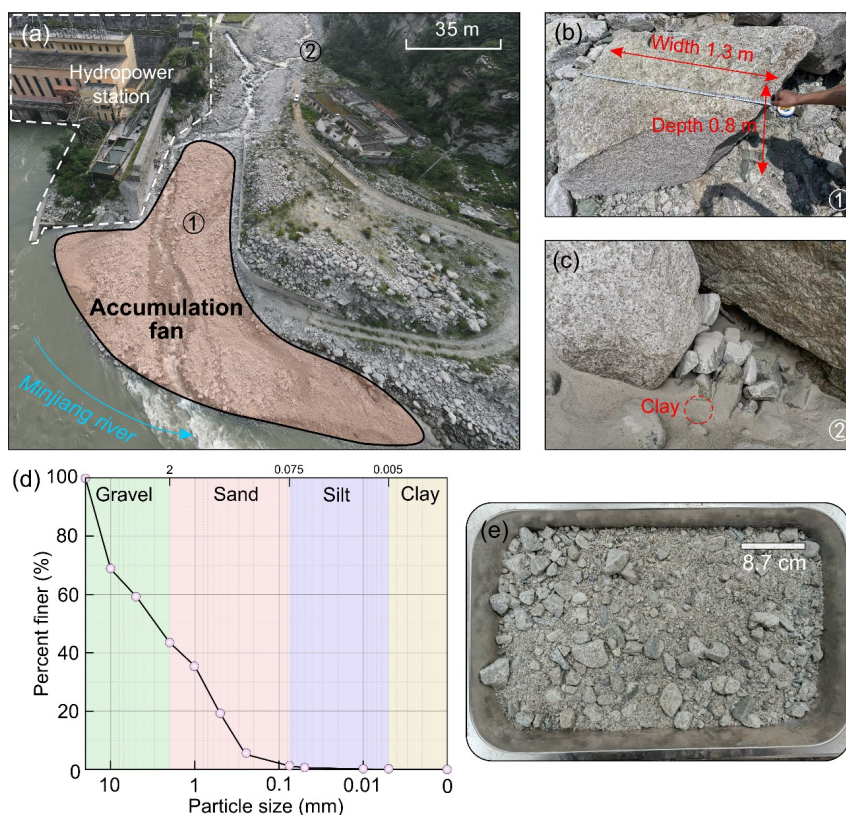 (a)
Hydropower
station
②
35 m
①
Accumulation
fan
Minjiang river
(b)
Width 1.3 m
Depth 0.8 m
①
(c)
Clay
②
(d)
2
0.075
0.005
Gravel
Sand
Silt
Clay
100
80
60
40
20
0
Percent finer (%)
10
1
0.1
0.01
0
Particle size (mm)
(e)
8.7 cm